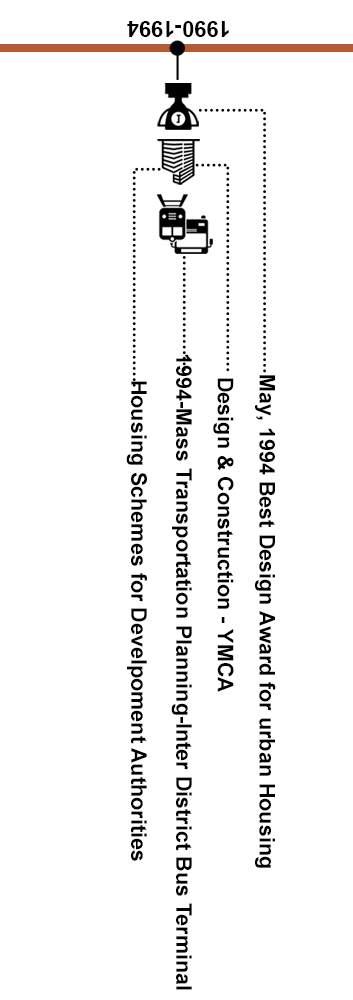 May, 1994 Best Design Award for urban Housing
Design & Construction - YMCA
1994-Mass Transportation Planning-Inter District Bus Terminal
Housing Schemes for Develpoment Authorities
1
1990-1994